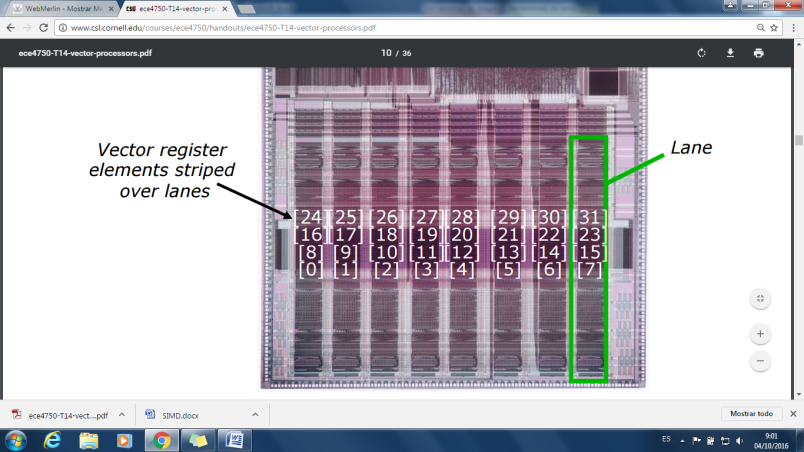 WebMerlin - Mostrar Me
ece4750-T14-vector-proc
www.csl.cornell.edu/courses/ece4750/handouts/ece4750-T14-vector-processors.pdf
ece4750-T14-vector-processors.pdf
10 / 36
Vector register
elements striped
over lanes
Lane
[24] [25] [26] [27] [28] [29] [30] [31]
[16] [17] [18] [19] [20] [21] [22] [23]
[8] [9] [10] [11] [12] [13] [14] [15]
[0] [1] [2] [3] [4] [5] [6] [7]
ece4750-T14-vect....pdf
SIMD.docx
Mostrar todo
ES
9:01
04/10/2016